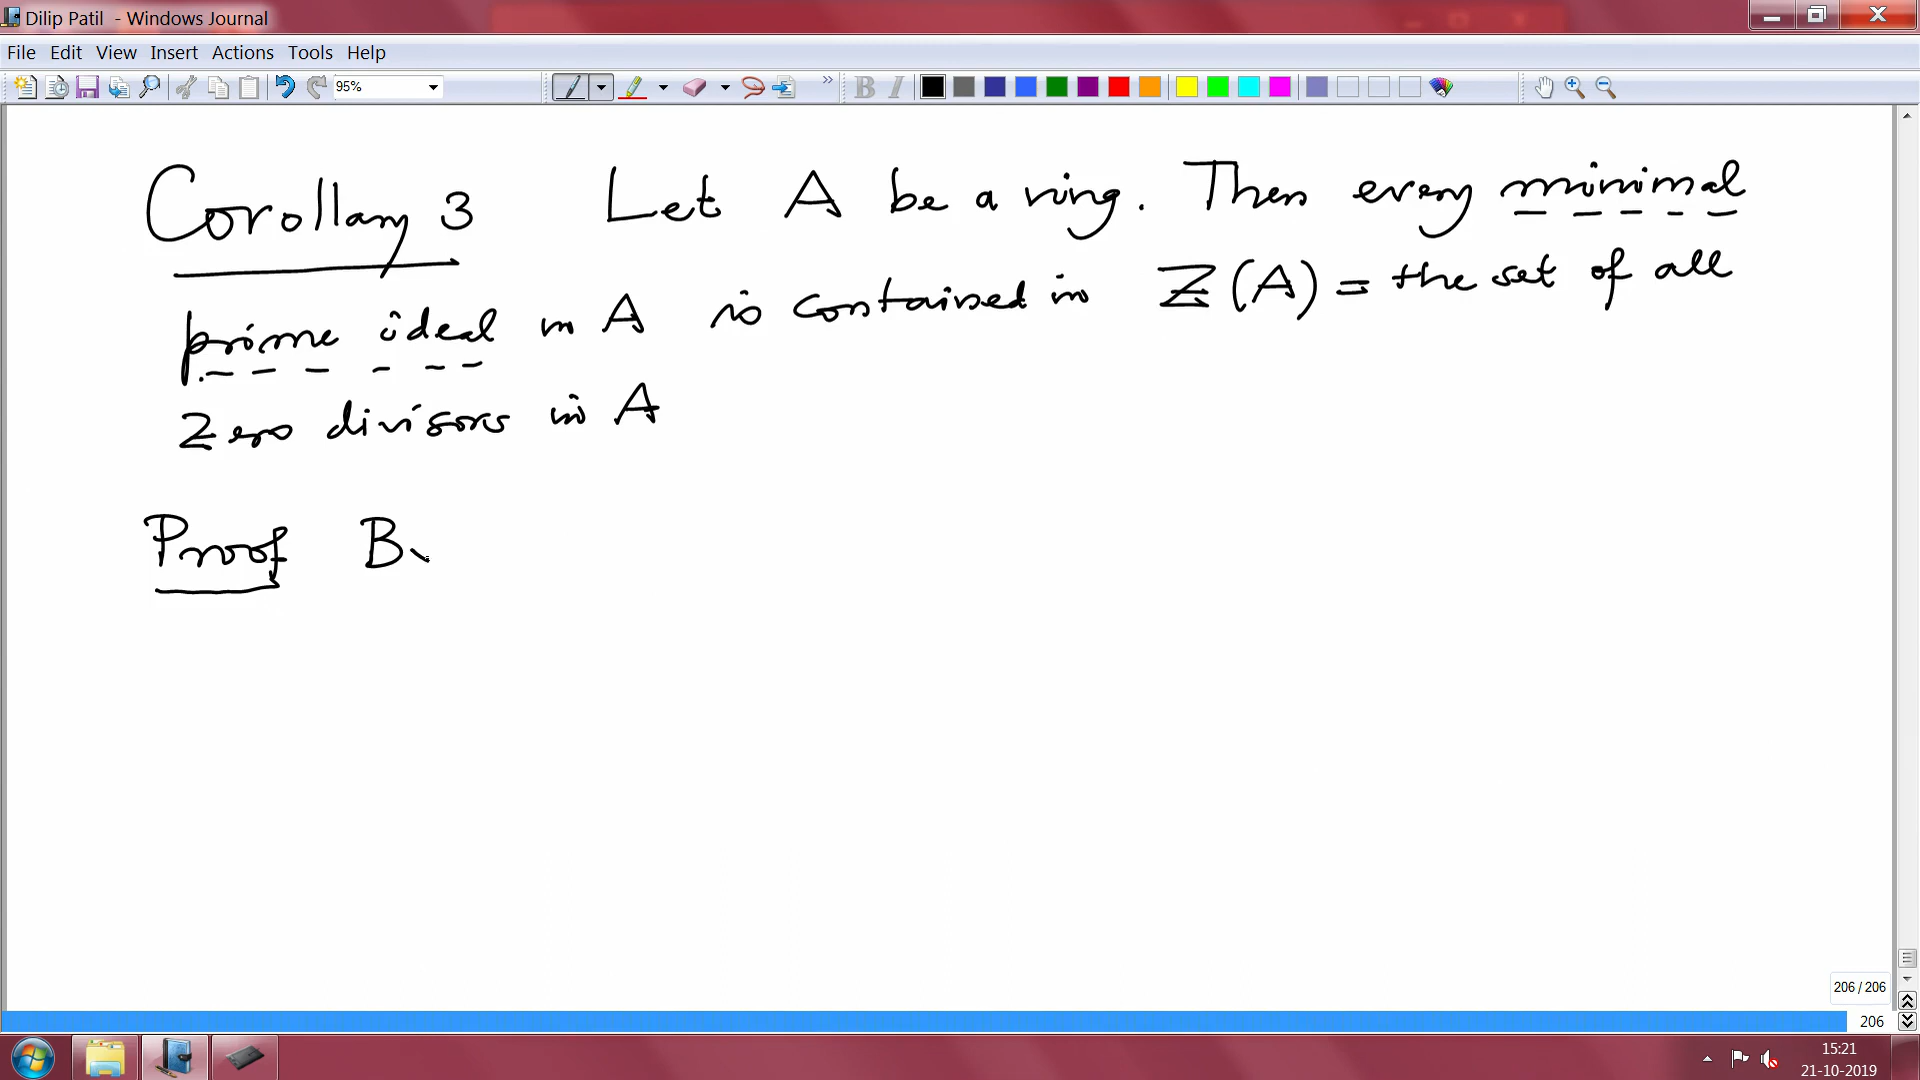 Dilip Patil - Windows Journal
File Edit View Insert Actions Tools Help
95%
B I
Corollary 3 Let A be a ring. Then every minimal
prime ideal in A is contained in Z(A) = the set of all
zero divisors in A
Proof By
206 / 206
206
15:21
21-10-2019